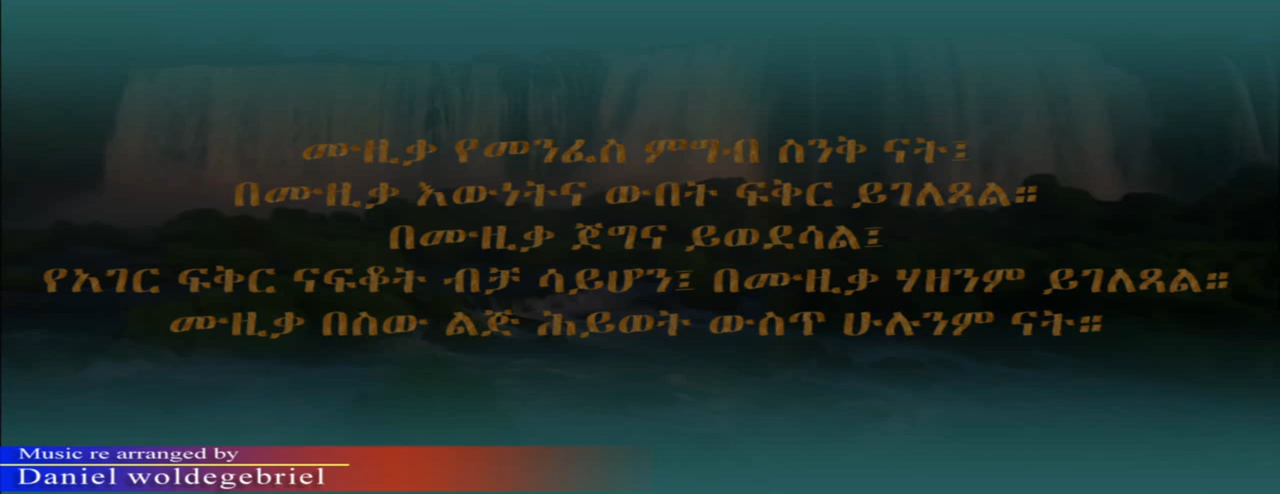 ሙዚቃ የመንፈስ ምግብ ስንቅ ናት፤
በሙዚቃ እውነትና ውበት ፍቅር ይገለጻል።
በሙዚቃ ጀግና ይወደሳል፤
የአገር ፍቅር ናፍቆት ብቻ ሳይሆን፤ በሙዚቃ ሃዘንም ይገለጻል።
ሙዚቃ በሰው ልጅ ሕይወት ውስጥ ሁሉንም ናት።
Music re arranged by
Daniel woldegebriel